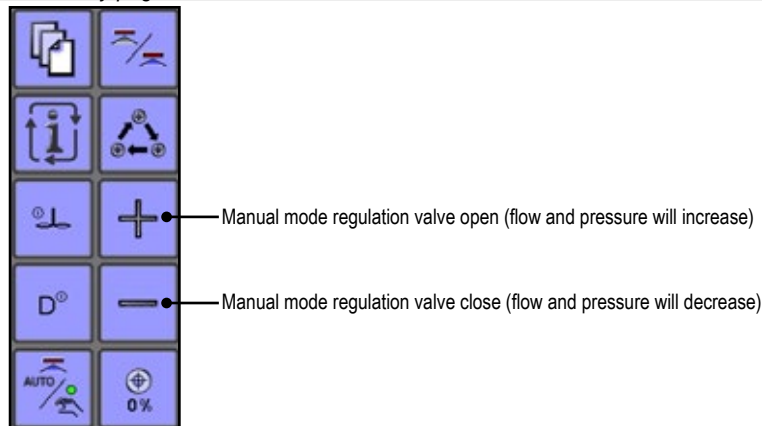 i
Manual mode regulation valve open (flow and pressure will increase)
D
Manual mode regulation valve close (flow and pressure will decrease)
AUTO
0%